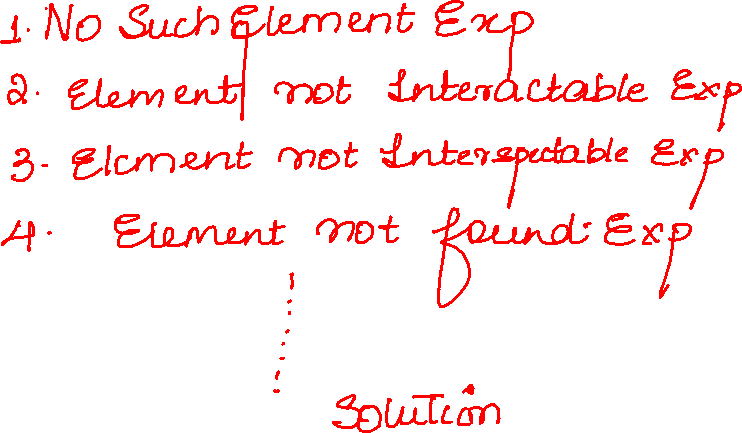 1. No Such Element Exp
2. Element not Interactable Exp
3. Element not Intereputable Exp
4. Element not found Exp
Solution